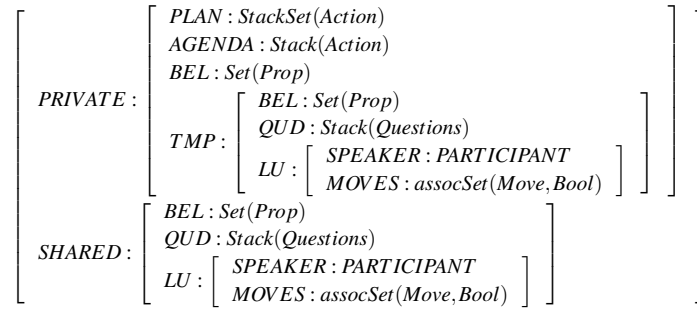 PLAN : StackSet(Action)
AGENDA : Stack(Action)
BEL : Set(Prop)
PRIVATE :
BEL : Set(Prop)
TMP :
QUD : Stack(Questions)
LU :
SPEAKER : PARTICIPANT
MOVES : assocSet(Move,Bool)
BEL : Set(Prop)
SHARED :
QUD : Stack(Questions)
LU :
SPEAKER : PARTICIPANT
MOVES : assocSet(Move,Bool)